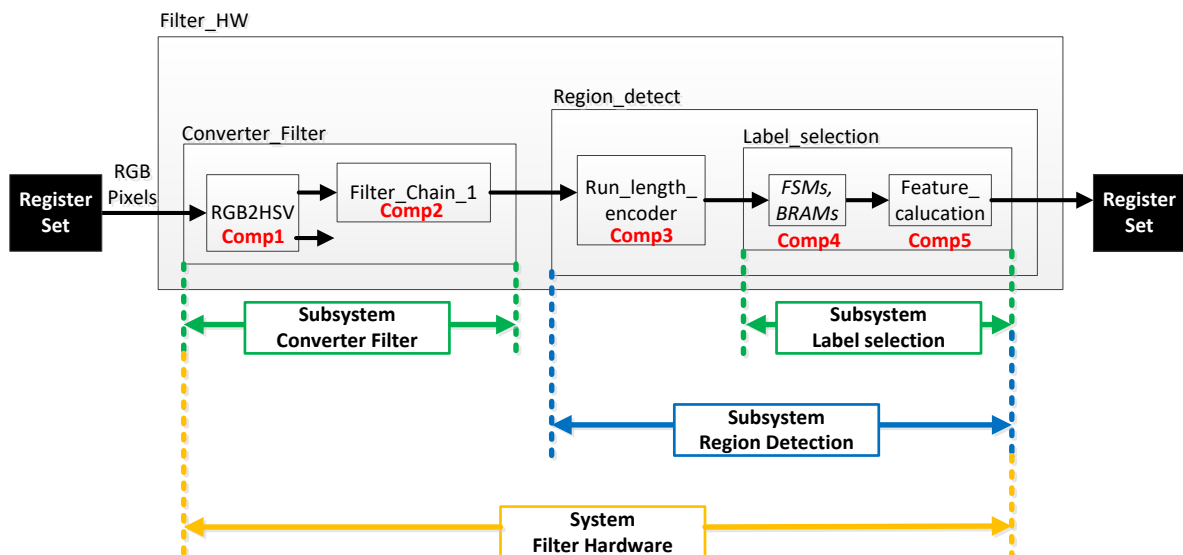 Filter_HW
Region_detect
Converter_Filter
Label_selection
RGB
Pixels
Register
Set
RGB2HSV
Comp1
Filter_Chain_1
Comp2
Run_length_
encoder
Comp3
FSMs,
BRAMs
Comp4
Feature_
calucation
Comp5
Register
Set
Subsystem
Converter Filter
Subsystem
Label selection
Subsystem
Region Detection
System
Filter Hardware